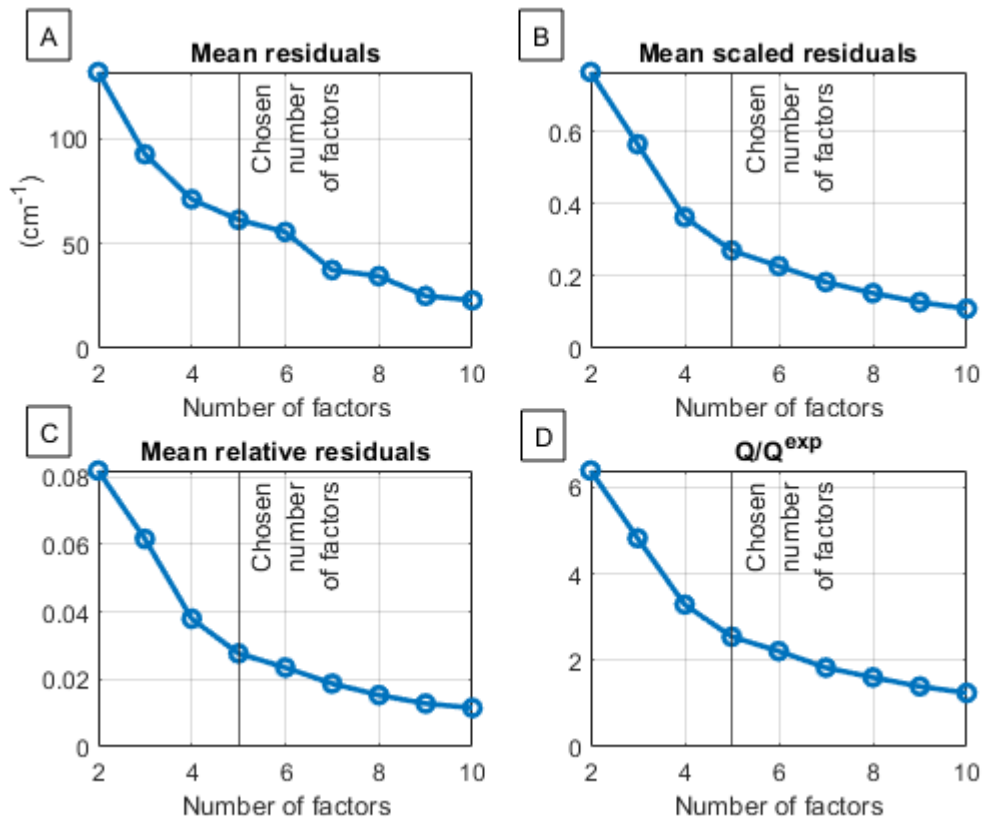 A
Mean residuals
(cm⁻¹)
100
50
0
Chosen
number
of factors
2 4 6 8 10
Number of factors
B
Mean scaled residuals
0.6
0.4
0.2
0
Chosen
number
of factors
2 4 6 8 10
Number of factors
C
Mean relative residuals
0.08
0.06
0.04
0.02
0
Chosen
number
of factors
2 4 6 8 10
Number of factors
D
Q/Qᵉˣᵖ
6
4
2
0
Chosen
number
of factors
2 4 6 8 10
Number of factors